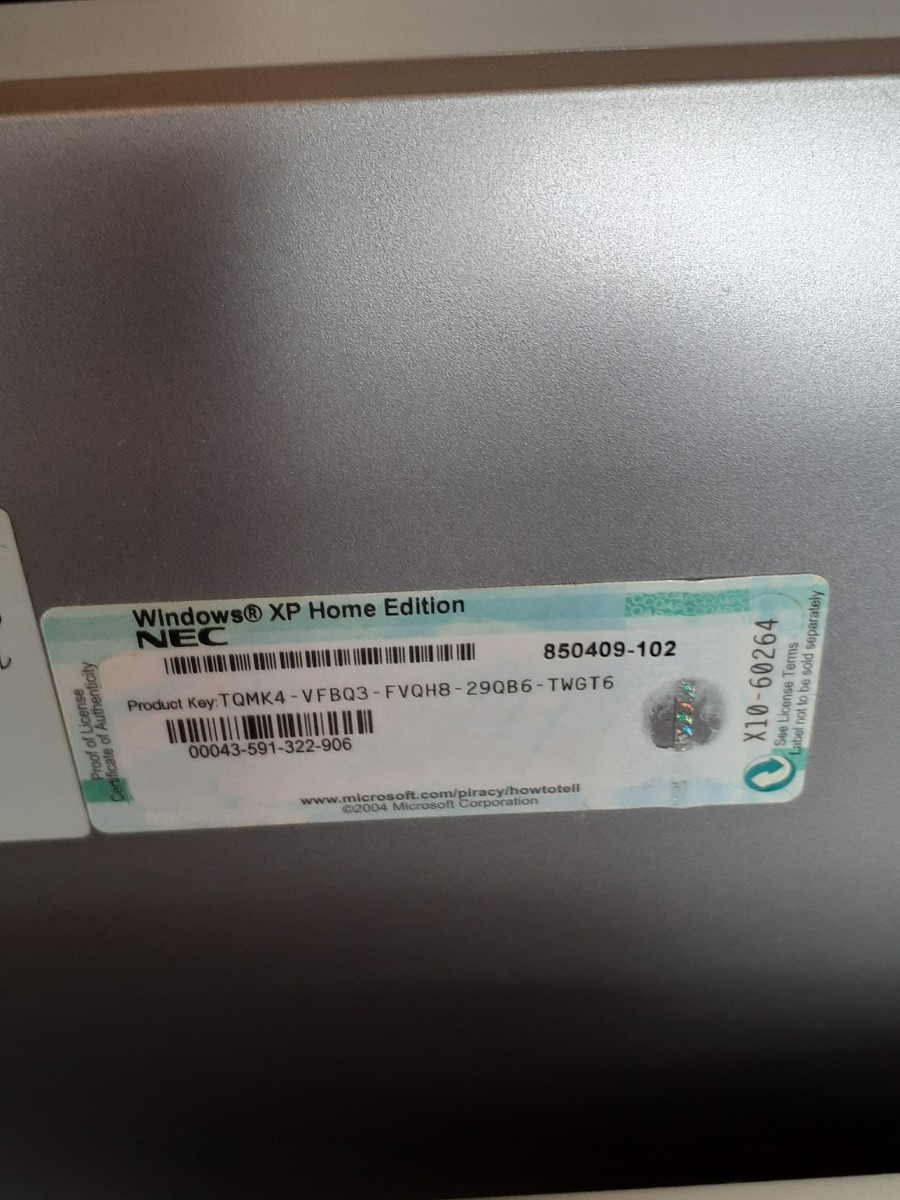 Windows® XP Home Edition
NEC
850409-102
Product Key:TQMK4-VFBQ3-FVQH8-29QB6-TWGT6
00043-591-322-906
www.microsoft.com/piracy/howtotell
©2004 Microsoft Corporation
Proof of License
Certificate of Authenticity
X10-60264
See License Terms
Label not to be sold separately